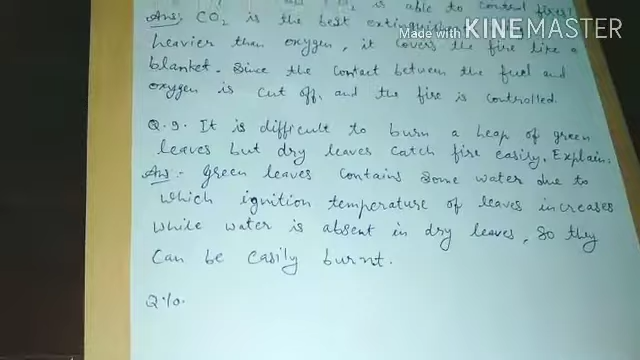 is able to control fires?
Ans; CO2 is the best extinguishe
heavier than oxygen, it covers the fire like a
blanket. Since the contact between the fuel and
oxygen is cut off, and the fire is controlled.
Q.9. It is difficult to burn a heap of green
leaves but dry leaves catch fire easily. Explain.
Ans:- Green leaves contains some water due to
which ignition temperature of leaves increases
while water is absent in dry leaves, so they
can be easily burnt.
Q.10.
Made with KINEMASTER